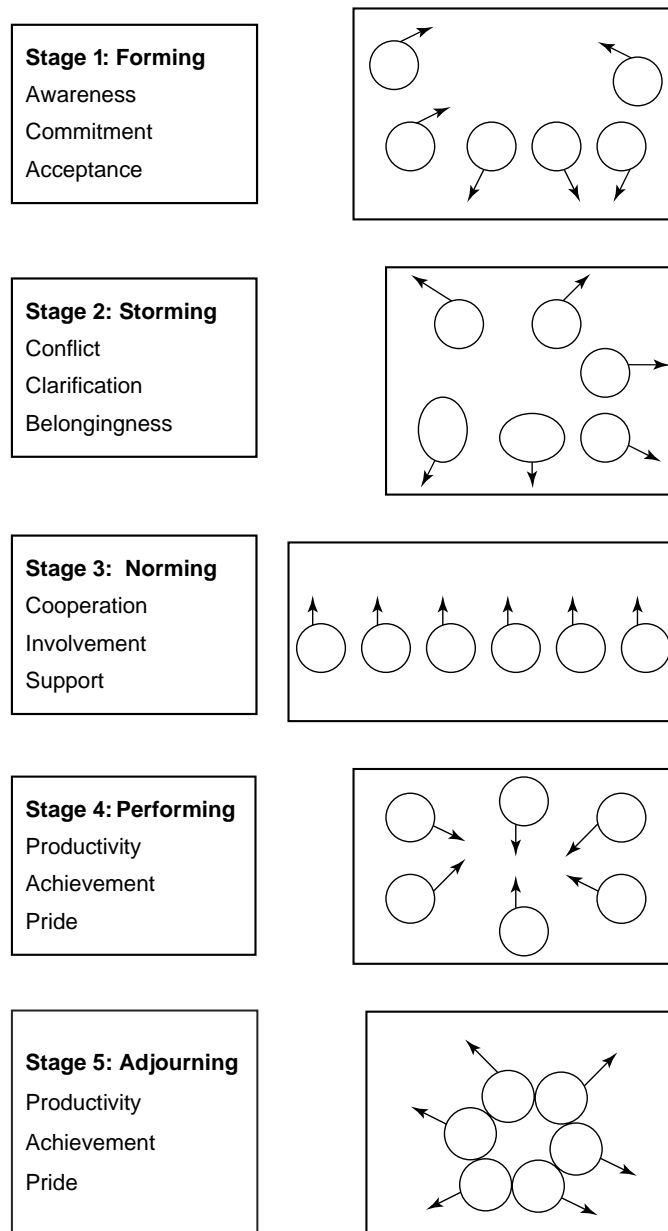 Stage 1: Forming
Awareness
Commitment
Acceptance
Stage 2: Storming
Conflict
Clarification
Belongingness
Stage 3: Norming
Cooperation
Involvement
Support
Stage 4: Performing
Productivity
Achievement
Pride
Stage 5: Adjourning
Productivity
Achievement
Pride